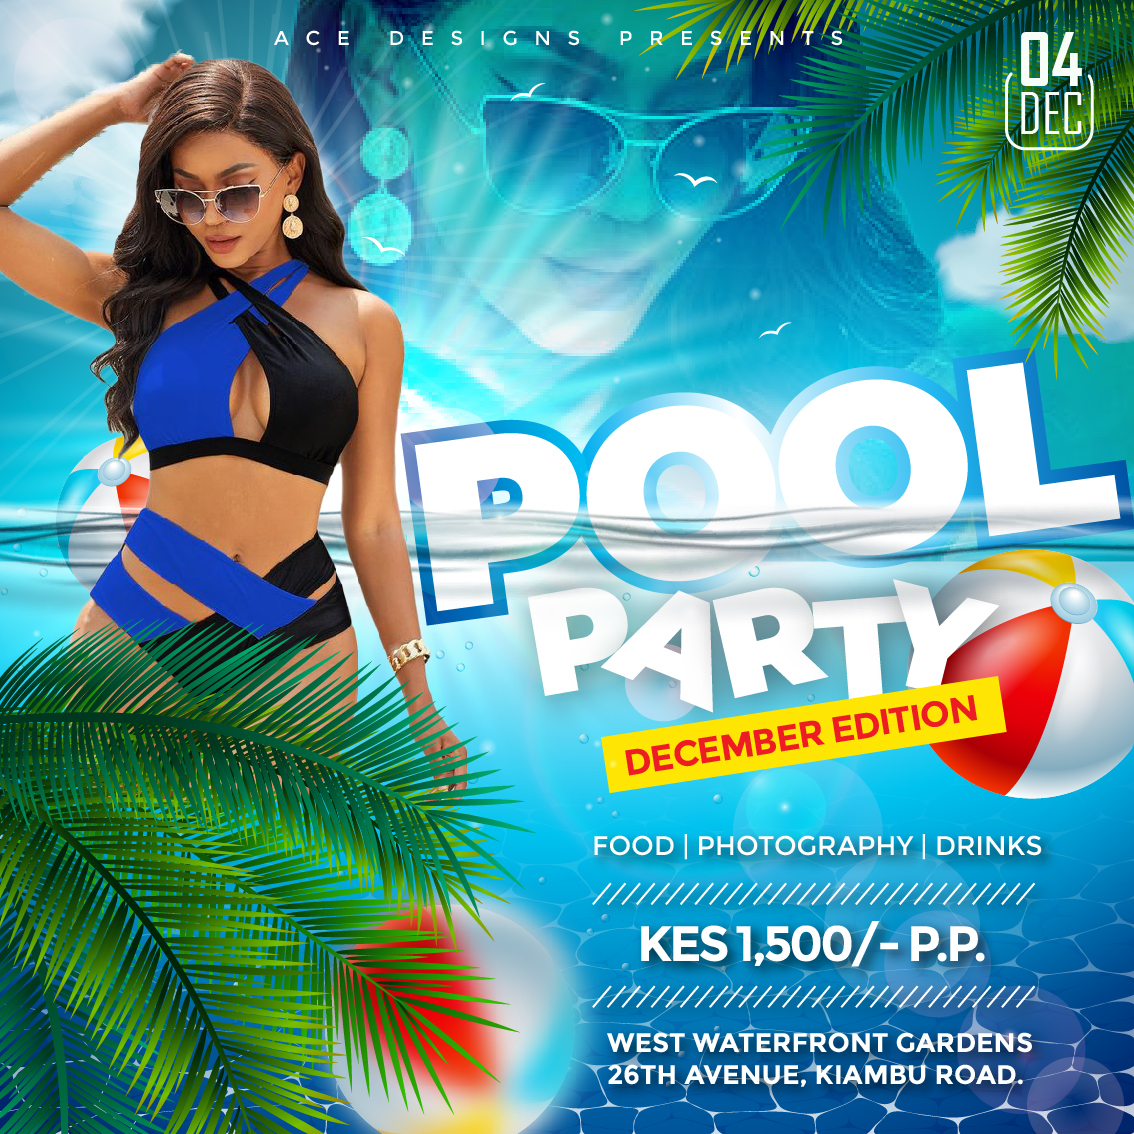 ACE DESIGNS PRESENTS
04
DEC
POOL
PARTY
DECEMBER EDITION
FOOD | PHOTOGRAPHY | DRINKS
KES 1,500/- P.P.
WEST WATERFRONT GARDENS
26TH AVENUE, KIAMBU ROAD.